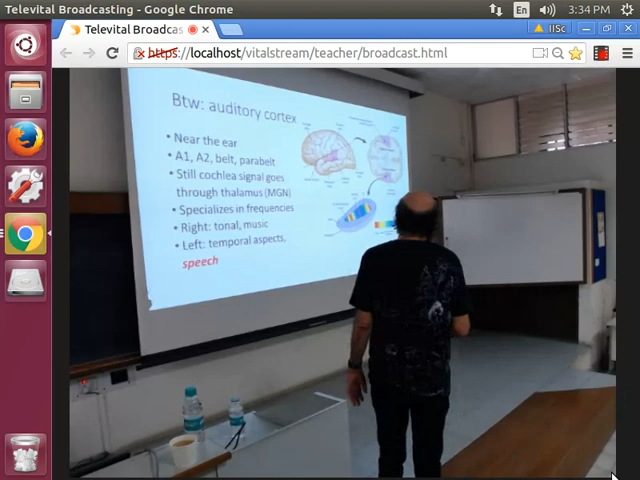 Televital Broadcasting - Google Chrome
En
3:34 PM
Televital Broadcas
IISc
https://localhost/vitalstream/teacher/broadcast.html
Btw: auditory cortex
• Near the ear
• A1, A2, belt, parabelt
• Still cochlea signal goes
through thalamus (MGN)
• Specializes in frequencies
• Right: tonal, music
• Left: temporal aspects,
speech